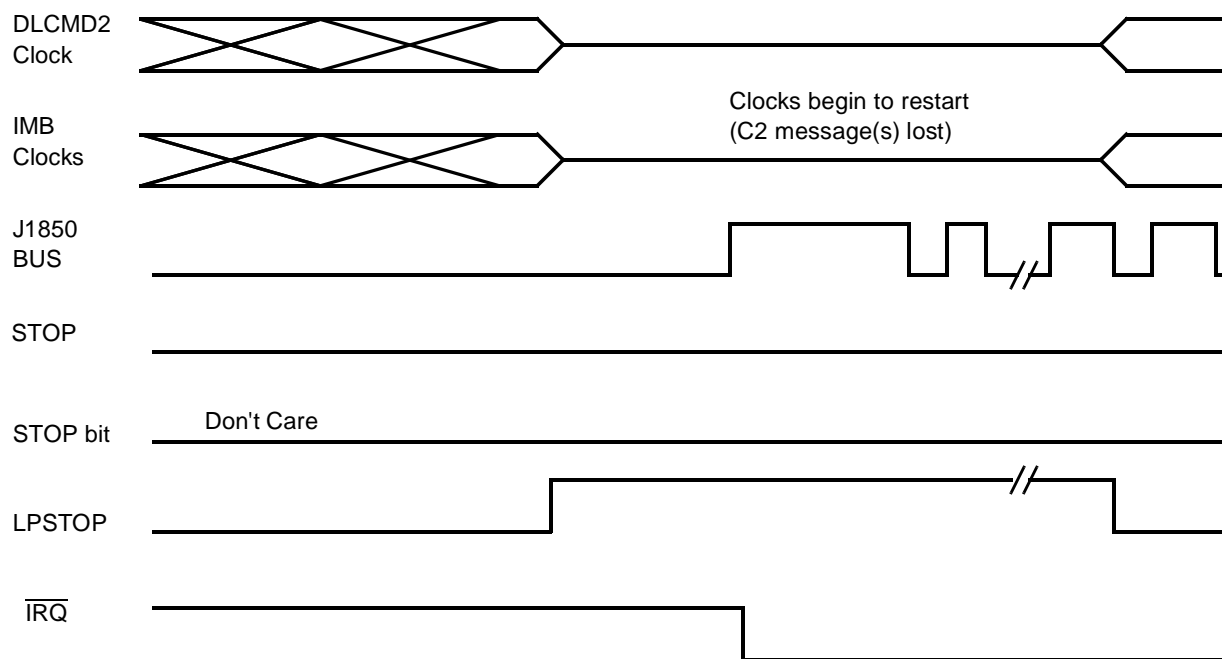 DLCMD2
Clock
Clocks begin to restart
(C2 message(s) lost)
IMB
Clocks
J1850
BUS
STOP
Don't Care
STOP bit
LPSTOP
IRQ